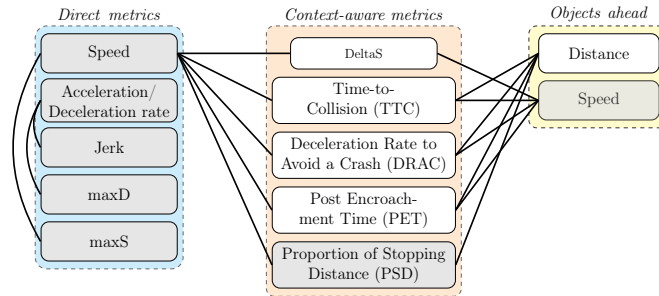 Direct metrics
Context-aware metrics
Objects ahead
Speed
Acceleration/
Deceleration rate
Jerk
maxD
maxS
DeltaS
Time-to-
Collision (TTC)
Deceleration Rate to
Avoid a Crash (DRAC)
Post Encroach-
ment Time (PET)
Proportion of Stopping
Distance (PSD)
Distance
Speed